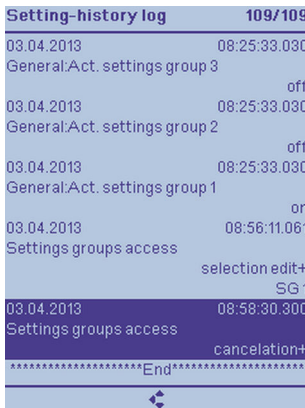 Setting-history log 109/109
03.04.2013 08:25:33.030
General:Act. settings group 3
off
03.04.2013 08:25:33.030
General:Act. settings group 2
off
03.04.2013 08:25:33.030
General:Act. settings group 1
on
03.04.2013 08:56:11.061
Settings groups access
selection edit+
SG 1
03.04.2013 08:58:30.300
Settings groups access
cancelation+
*********************End*********************